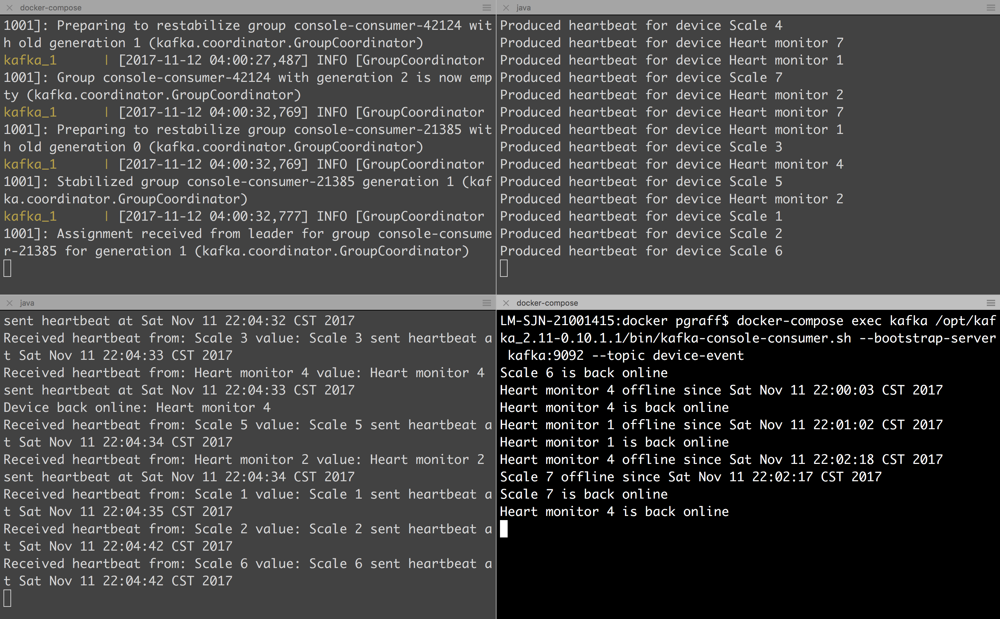 docker-compose
1001]: Preparing to restabilize group console-consumer-42124 wit
h old generation 1 (kafka.coordinator.GroupCoordinator)
kafka_1      | [2017-11-12 04:00:27,487] INFO [GroupCoordinator
1001]: Group console-consumer-42124 with generation 2 is now emp
ty (kafka.coordinator.GroupCoordinator)
kafka_1      | [2017-11-12 04:00:32,769] INFO [GroupCoordinator
1001]: Preparing to restabilize group console-consumer-21385 wit
h old generation 0 (kafka.coordinator.GroupCoordinator)
kafka_1      | [2017-11-12 04:00:32,769] INFO [GroupCoordinator
1001]: Stabilized group console-consumer-21385 generation 1 (kaf
ka.coordinator.GroupCoordinator)
kafka_1      | [2017-11-12 04:00:32,777] INFO [GroupCoordinator
1001]: Assignment received from leader for group console-consume
r-21385 for generation 1 (kafka.coordinator.GroupCoordinator)
java
Produced heartbeat for device Scale 4
Produced heartbeat for device Heart monitor 7
Produced heartbeat for device Heart monitor 1
Produced heartbeat for device Scale 7
Produced heartbeat for device Heart monitor 2
Produced heartbeat for device Heart monitor 7
Produced heartbeat for device Heart monitor 1
Produced heartbeat for device Scale 3
Produced heartbeat for device Heart monitor 4
Produced heartbeat for device Scale 5
Produced heartbeat for device Heart monitor 2
Produced heartbeat for device Scale 1
Produced heartbeat for device Scale 2
Produced heartbeat for device Scale 6
java
sent heartbeat at Sat Nov 11 22:04:32 CST 2017
Received heartbeat from: Scale 3 value: Scale 3 sent heartbeat a
t Sat Nov 11 22:04:33 CST 2017
Received heartbeat from: Heart monitor 4 value: Heart monitor 4
sent heartbeat at Sat Nov 11 22:04:33 CST 2017
Device back online: Heart monitor 4
Received heartbeat from: Scale 5 value: Scale 5 sent heartbeat a
t Sat Nov 11 22:04:34 CST 2017
Received heartbeat from: Heart monitor 2 value: Heart monitor 2
sent heartbeat at Sat Nov 11 22:04:34 CST 2017
Received heartbeat from: Scale 1 value: Scale 1 sent heartbeat a
t Sat Nov 11 22:04:35 CST 2017
Received heartbeat from: Scale 2 value: Scale 2 sent heartbeat a
t Sat Nov 11 22:04:42 CST 2017
Received heartbeat from: Scale 6 value: Scale 6 sent heartbeat a
t Sat Nov 11 22:04:42 CST 2017
docker-compose
LM-SJN-21001415:docker pgraff$ docker-compose exec kafka /opt/kaf
ka_2.11-0.10.1.1/bin/kafka-console-consumer.sh --bootstrap-server
 kafka:9092 --topic device-event
Scale 6 is back online
Heart monitor 4 offline since Sat Nov 11 22:00:03 CST 2017
Heart monitor 4 is back online
Heart monitor 1 offline since Sat Nov 11 22:01:02 CST 2017
Heart monitor 1 is back online
Heart monitor 4 offline since Sat Nov 11 22:02:18 CST 2017
Scale 7 offline since Sat Nov 11 22:02:17 CST 2017
Scale 7 is back online
Heart monitor 4 is back online